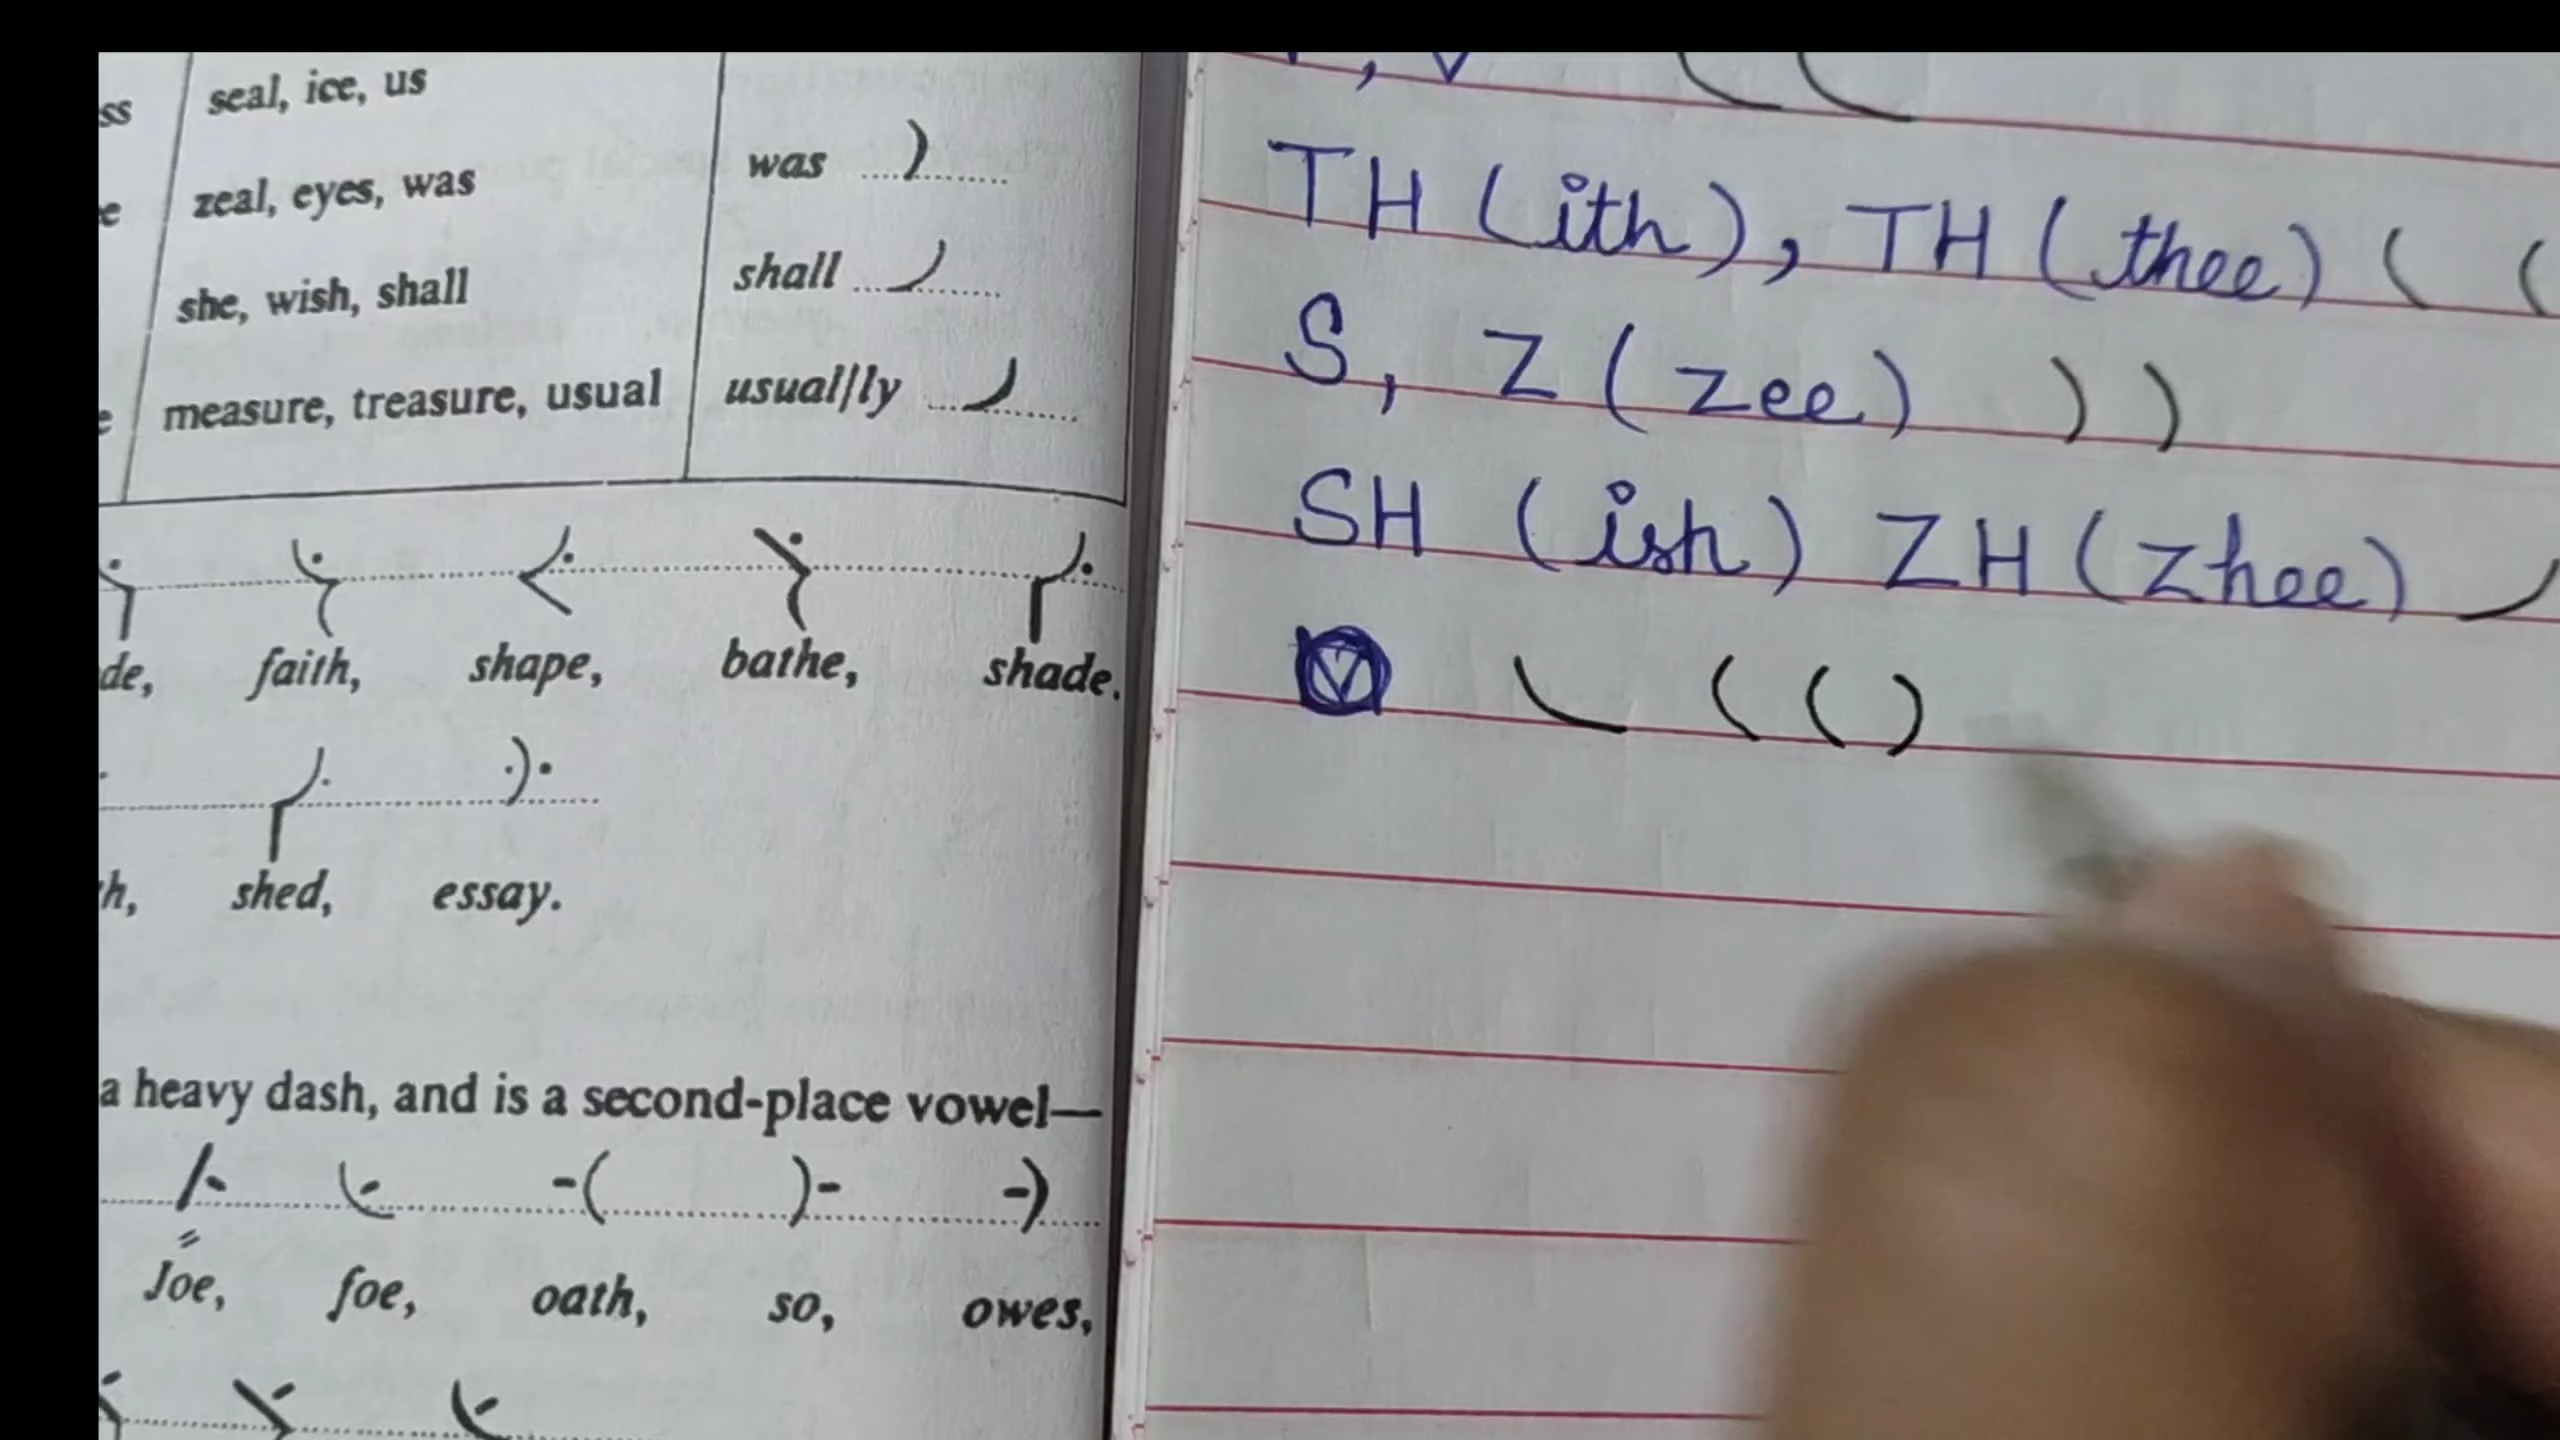 ss seal, ice, us
zeal, eyes, was was
she, wish, shall shall
measure, treasure, usual usual/ly
de, faith, shape, bathe, shade.
h, shed, essay.
a heavy dash, and is a second-place vowel—
Joe, foe, oath, so, owes,
TH (ith), TH (thee)
S, Z (zee)
SH (ish) ZH (zhee)
V